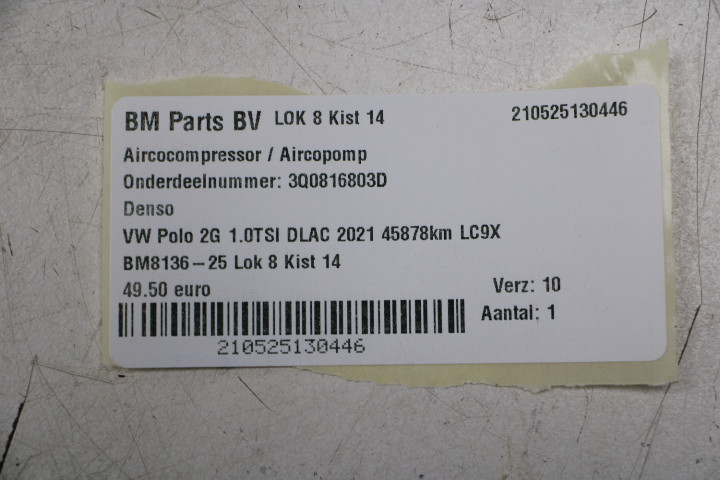 BM Parts BV LOK 8 Kist 14 210525130446
Aircocompressor / Aircopomp
Onderdeelnummer: 3Q0816803D
Denso
VW Polo 2G 1.0TSI DLAC 2021 45878km LC9X
BM8136-25 Lok 8 Kist 14
49.50 euro Verz: 10
Aantal: 1
210525130446